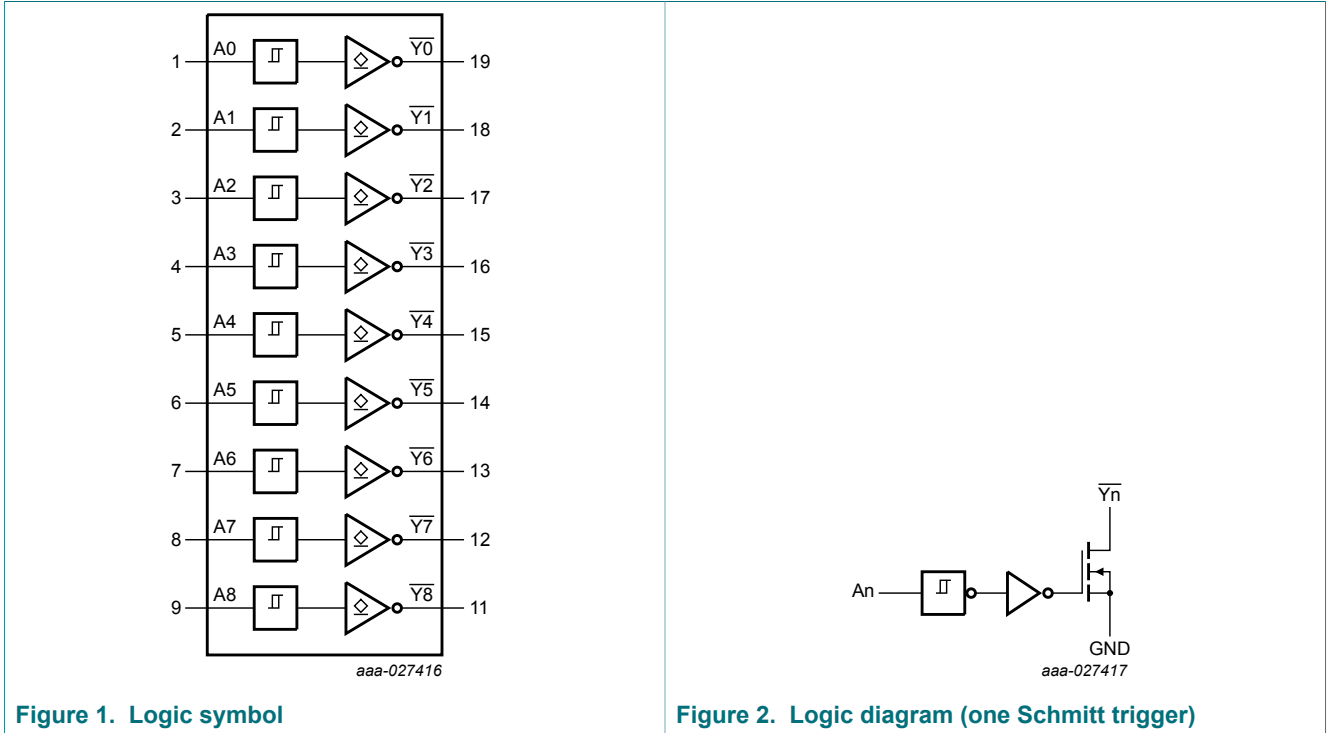 1 A0 Y0 19
2 A1 Y1 18
3 A2 Y2 17
4 A3 Y3 16
5 A4 Y4 15
6 A5 Y5 14
7 A6 Y6 13
8 A7 Y7 12
9 A8 Y8 11
aaa-027416
Figure 1. Logic symbol
Yn
An
GND
aaa-027417
Figure 2. Logic diagram (one Schmitt trigger)